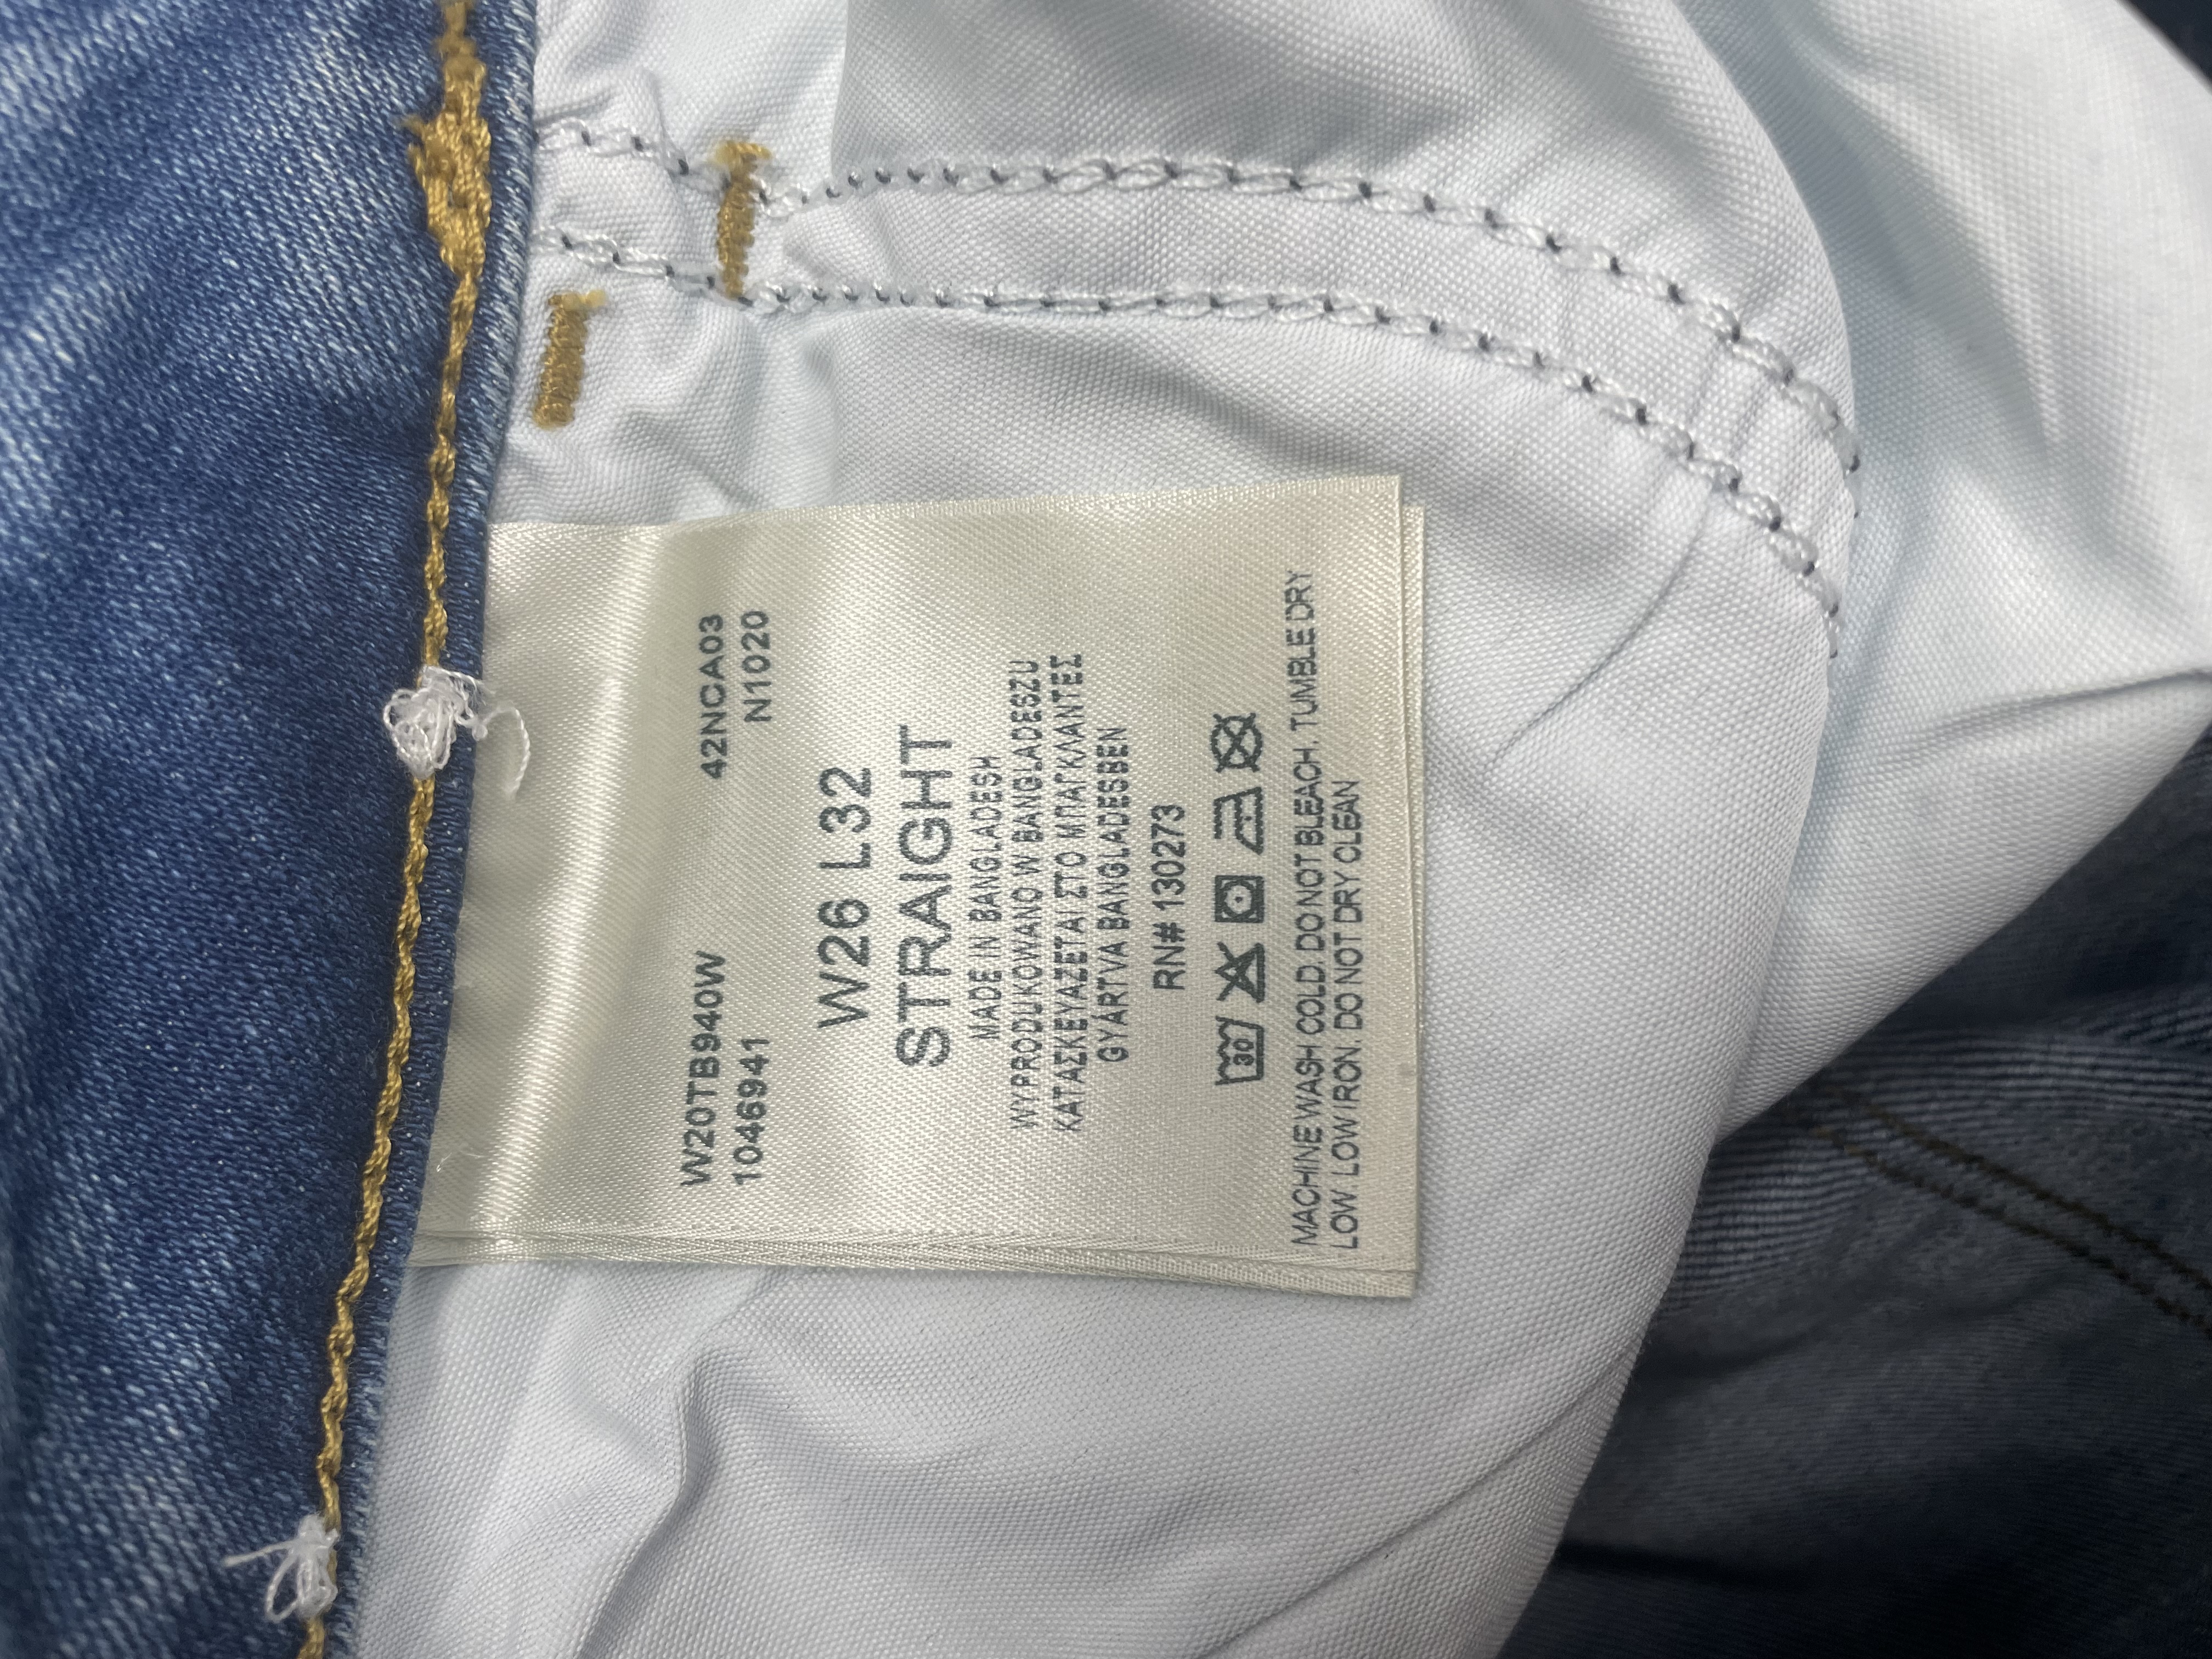 W20TB940W 42NCA03
1046941 N1020
W26 L32
STRAIGHT
MADE IN BANGLADESH
WYPRODUKOWANO W BANGLADESZU
ΚΑΤΑΣΚΕΥΑΖΕΤΑΙ ΣΤΟ ΜΠΑΓΚΛΑΝΤΕΣ
GYÁRTVA BANGLADESBEN
RN# 130273
30
MACHINE WASH COLD. DO NOT BLEACH. TUMBLE DRY
LOW LOW IRON. DO NOT DRY CLEAN